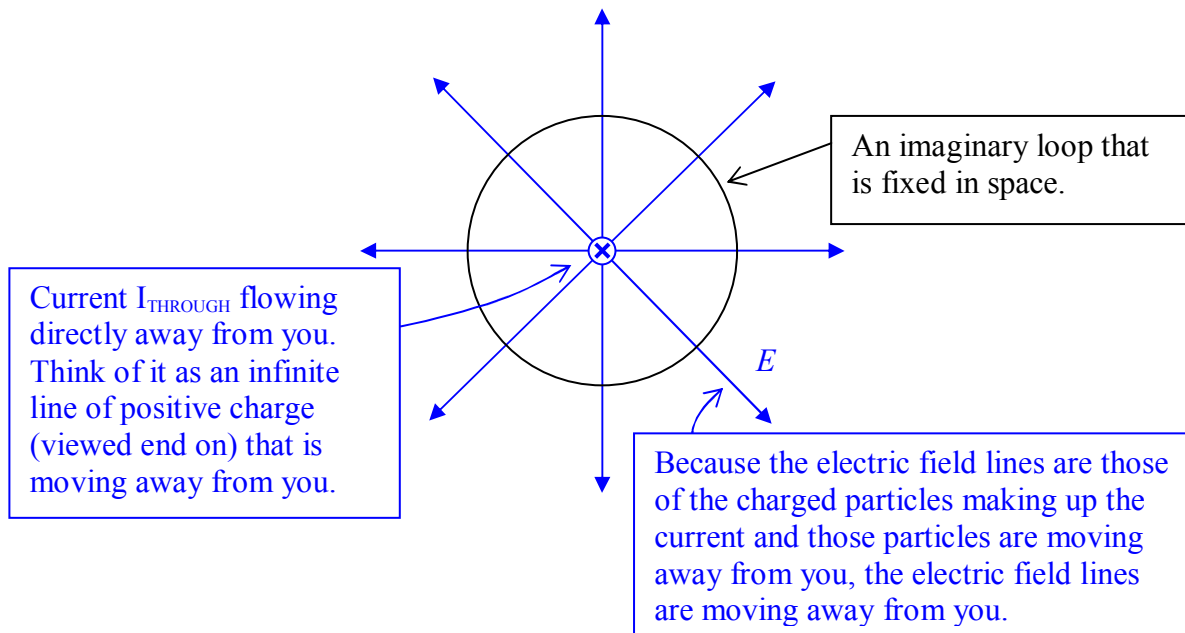 An imaginary loop that
is fixed in space.
Current I_THROUGH flowing
directly away from you.
Think of it as an infinite
line of positive charge
(viewed end on) that is
moving away from you.
E
Because the electric field lines are those
of the charged particles making up the
current and those particles are moving
away from you, the electric field lines
are moving away from you.